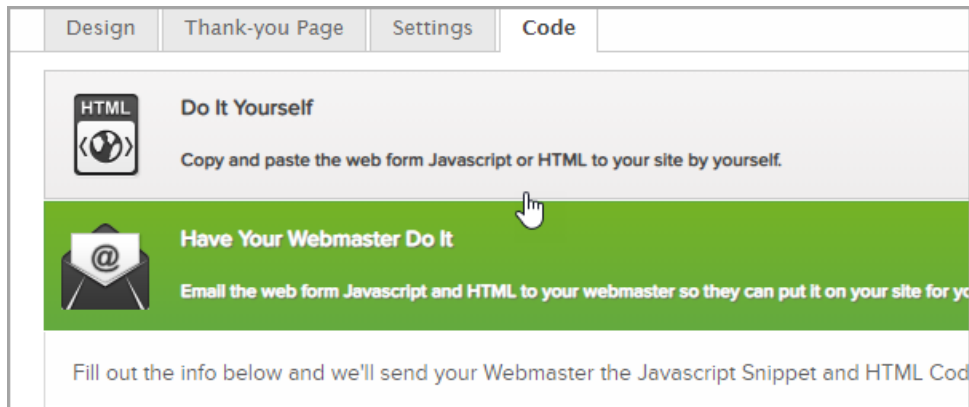 Design Thank-you Page Settings Code
HTML
Do It Yourself
Copy and paste the web form Javascript or HTML to your site by yourself.
@
Have Your Webmaster Do It
Email the web form Javascript and HTML to your webmaster so they can put it on your site for
Fill out the info below and we'll send your Webmaster the Javascript Snippet and HTML